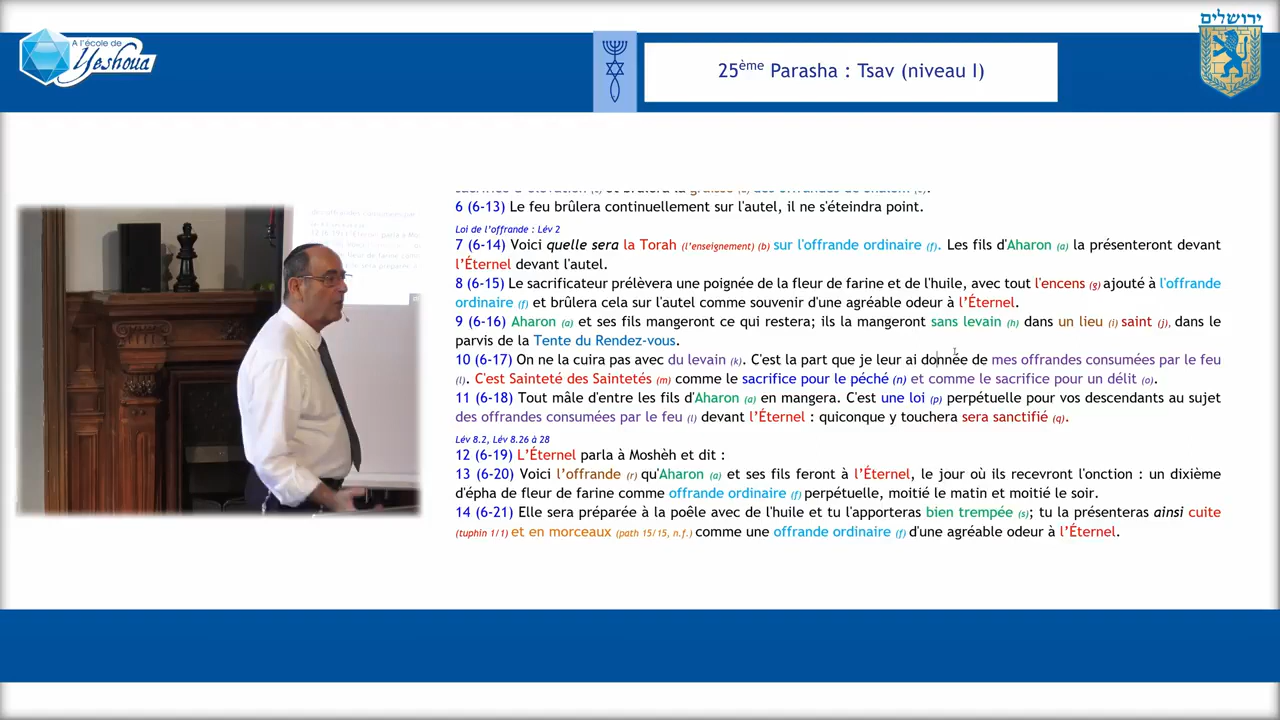 A l'école de
Yeshoua
25ème Parasha : Tsav (niveau I)
ירושלים
6 (6-13) Le feu brûlera continuellement sur l'autel, il ne s'éteindra point.
Loi de l'offrande : Lév 2
7 (6-14) Voici quelle sera la Torah (l'enseignement) (b) sur l'offrande ordinaire (f). Les fils d'Aharon (a) la présenteront devant
l'Éternel devant l'autel.
8 (6-15) Le sacrificateur prélèvera une poignée de la fleur de farine et de l'huile, avec tout l'encens (g) ajouté à l'offrande
ordinaire (f) et brûlera cela sur l'autel comme souvenir d'une agréable odeur à l'Éternel.
9 (6-16) Aharon (a) et ses fils mangeront ce qui restera; ils la mangeront sans levain (h) dans un lieu (i) saint (j), dans le
parvis de la Tente du Rendez-vous.
10 (6-17) On ne la cuira pas avec du levain (k). C'est la part que je leur ai donnée de mes offrandes consumées par le feu
(l). C'est Sainteté des Saintetés (m) comme le sacrifice pour le péché (n) et comme le sacrifice pour un délit (o).
11 (6-18) Tout mâle d'entre les fils d'Aharon (a) en mangera. C'est une loi (p) perpétuelle pour vos descendants au sujet
des offrandes consumées par le feu (l) devant l'Éternel : quiconque y touchera sera sanctifié (q).
Lév 8.2, Lév 8.26 à 28
12 (6-19) L'Éternel parla à Moshèh et dit :
13 (6-20) Voici l'offrande (r) qu'Aharon (a) et ses fils feront à l'Éternel, le jour où ils recevront l'onction : un dixième
d'épha de fleur de farine comme offrande ordinaire (f) perpétuelle, moitié le matin et moitié le soir.
14 (6-21) Elle sera préparée à la poêle avec de l'huile et tu l'apporteras bien trempée (s); tu la présenteras ainsi cuite
(tuphin 1/1) et en morceaux (path 15/15, n.f.) comme une offrande ordinaire (f) d'une agréable odeur à l'Éternel.